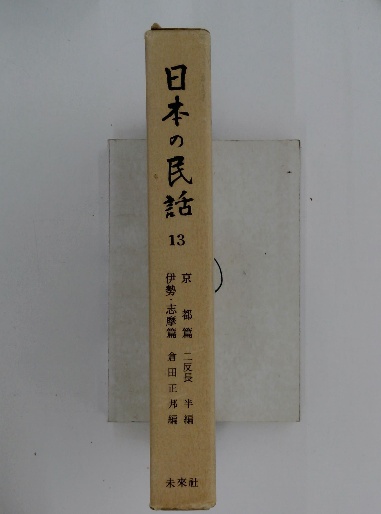 日本の民話
13
京都篇 二反長半編
伊勢・志摩篇 倉田正邦編
未來社